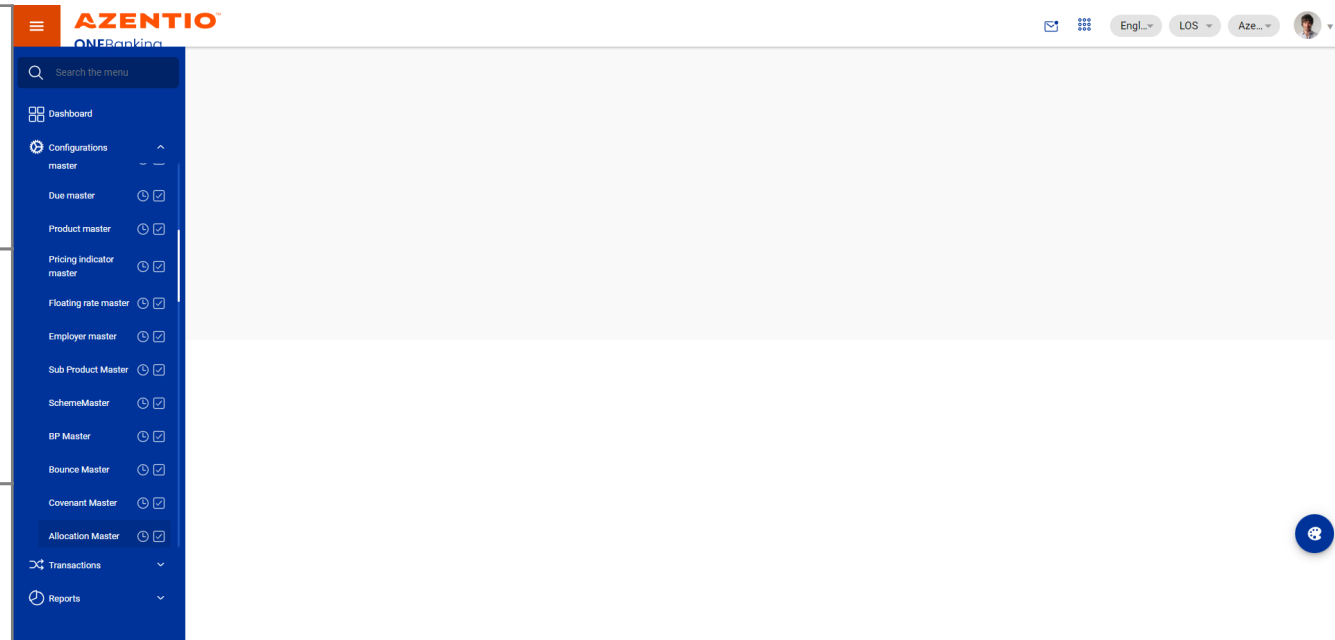 AZENTIO
ONEBanking
Engl...
LOS
Aze...
Search the menu
Dashboard
Configurations
master
Due master
Product master
Pricing indicator
master
Floating rate master
Employer master
Sub Product Master
SchemeMaster
BP Master
Bounce Master
Covenant Master
Allocation Master
Transactions
Reports